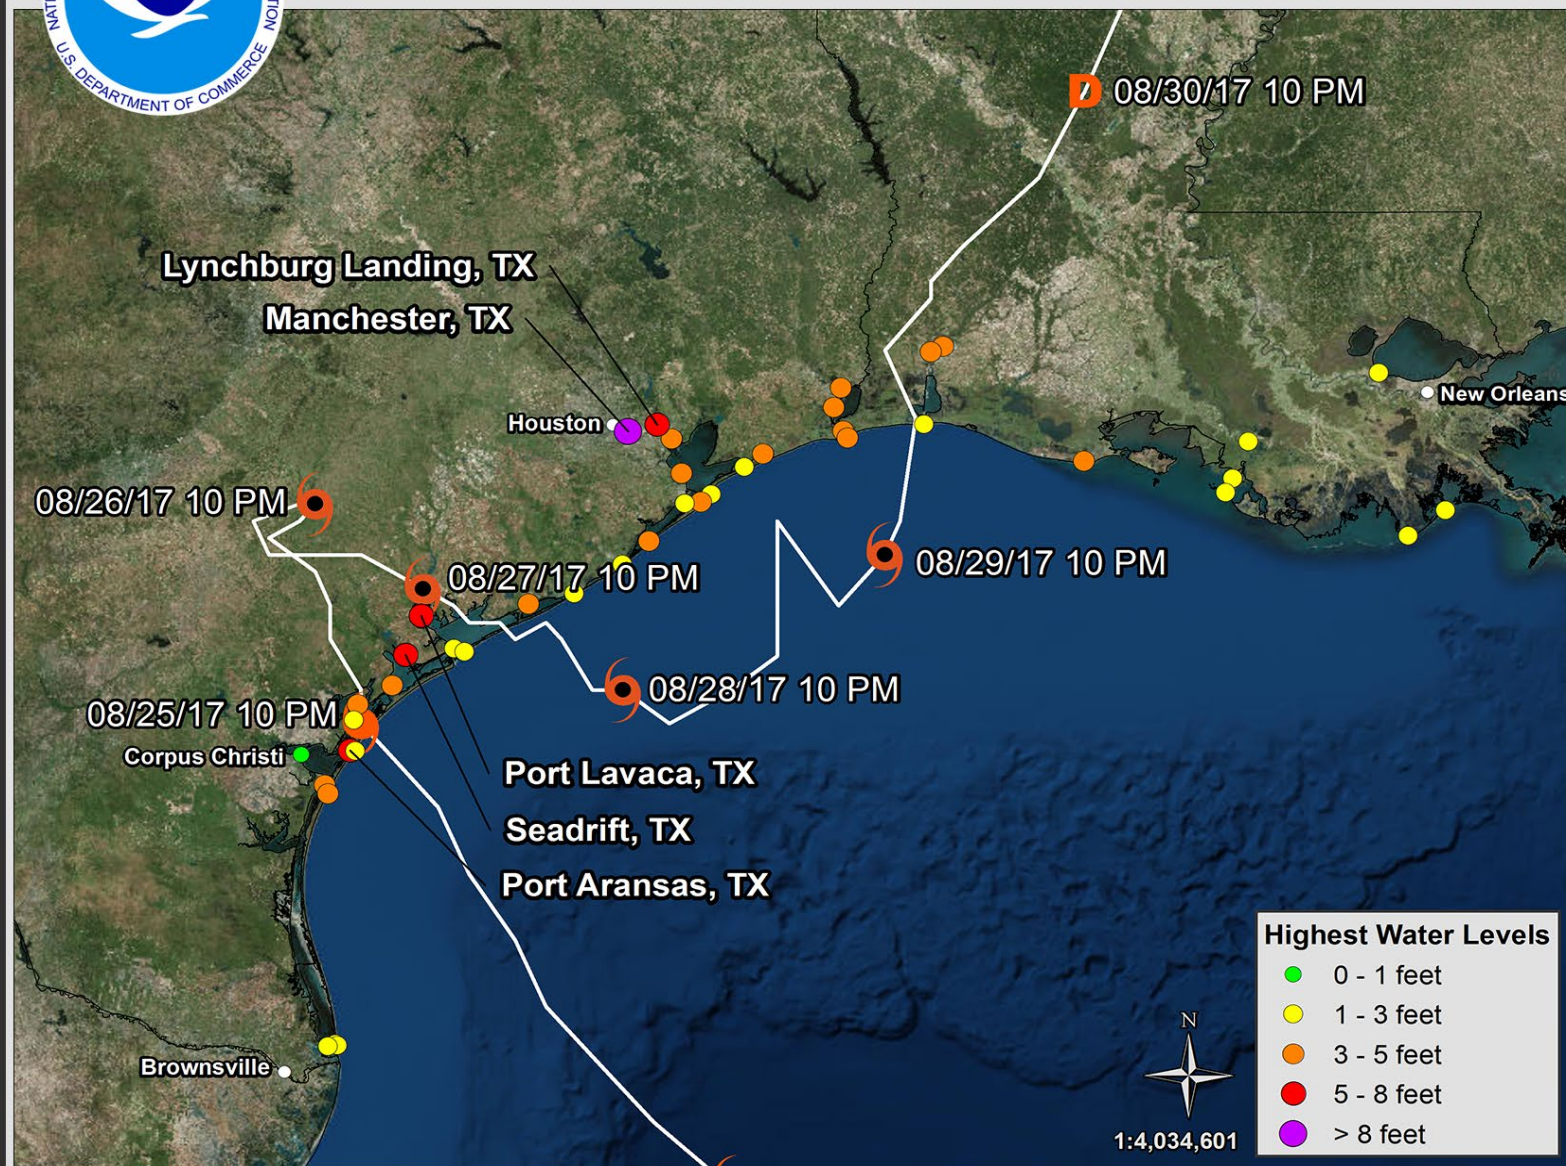 U.S. DEPARTMENT OF COMMERCE
08/30/17 10 PM
Lynchburg Landing, TX
Manchester, TX
New Orleans
Houston
08/26/17 10 PM
08/29/17 10 PM
08/27/17 10 PM
08/28/17 10 PM
08/25/17 10 PM
Corpus Christi
Port Lavaca, TX
Seadrift, TX
Port Aransas, TX
Brownsville
Highest Water Levels
0 - 1 feet
1 - 3 feet
3 - 5 feet
5 - 8 feet
> 8 feet
N
1:4,034,601
D